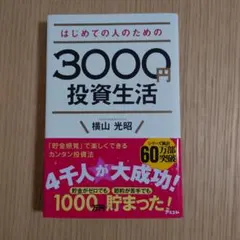 はじめての人のための
3000円
投資生活
横山 光昭
「貯金感覚」で楽しくできる
カンタン投資法
シリーズ累計
60万部
突破
4千人が大成功!
貯金がゼロでも 節約が苦手でも
1000万円 貯まった!
アスコム